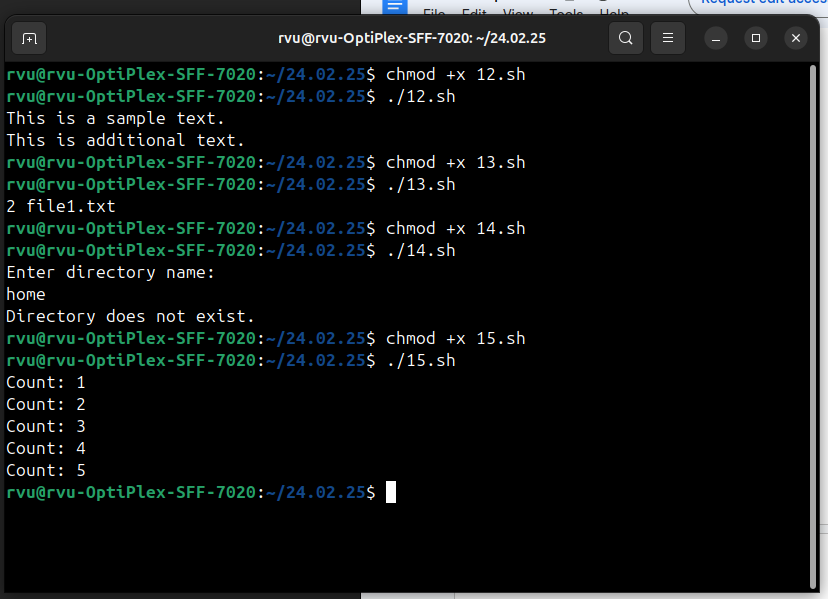 Request edit acces
File Edit View Tools Help
rvu@rvu-OptiPlex-SFF-7020: ~/24.02.25
rvu@rvu-OptiPlex-SFF-7020:~/24.02.25$ chmod +x 12.sh
rvu@rvu-OptiPlex-SFF-7020:~/24.02.25$ ./12.sh
This is a sample text.
This is additional text.
rvu@rvu-OptiPlex-SFF-7020:~/24.02.25$ chmod +x 13.sh
rvu@rvu-OptiPlex-SFF-7020:~/24.02.25$ ./13.sh
2 file1.txt
rvu@rvu-OptiPlex-SFF-7020:~/24.02.25$ chmod +x 14.sh
rvu@rvu-OptiPlex-SFF-7020:~/24.02.25$ ./14.sh
Enter directory name:
home
Directory does not exist.
rvu@rvu-OptiPlex-SFF-7020:~/24.02.25$ chmod +x 15.sh
rvu@rvu-OptiPlex-SFF-7020:~/24.02.25$ ./15.sh
Count: 1
Count: 2
Count: 3
Count: 4
Count: 5
rvu@rvu-OptiPlex-SFF-7020:~/24.02.25$